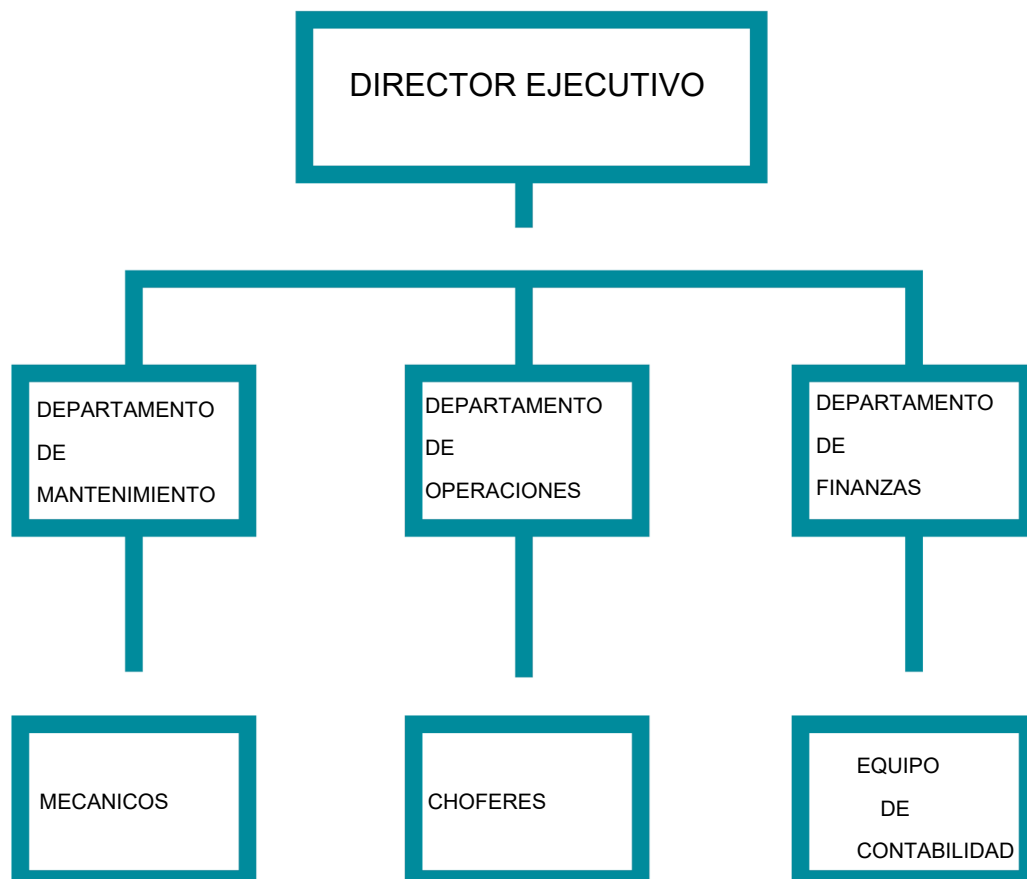 DIRECTOR EJECUTIVO
DEPARTAMENTO
DE
MANTENIMIENTO
DEPARTAMENTO
DE
OPERACIONES
DEPARTAMENTO
DE
FINANZAS
MECANICOS
CHOFERES
EQUIPO
DE
CONTABILIDAD